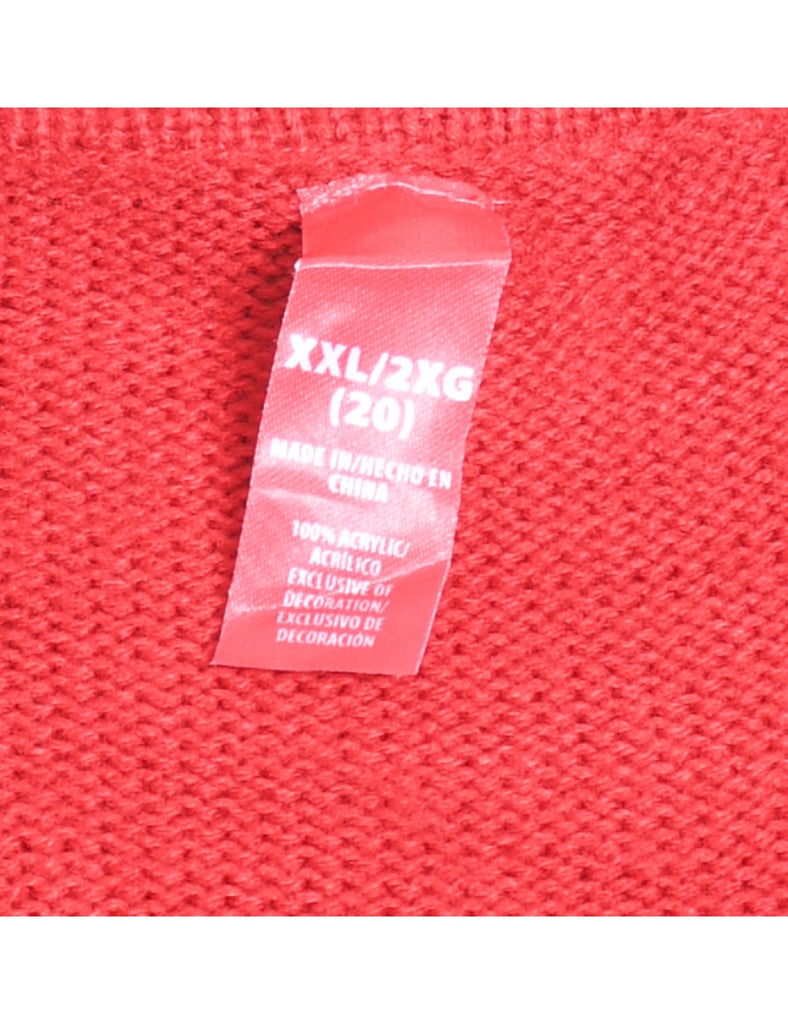 XXL/2XG
(20)
MADE IN/HECHO EN
CHINA
100% ACRYLIC/
ACRÍLICO
EXCLUSIVE OF
DECORATION/
EXCLUSIVO DE
DECORACIÓN